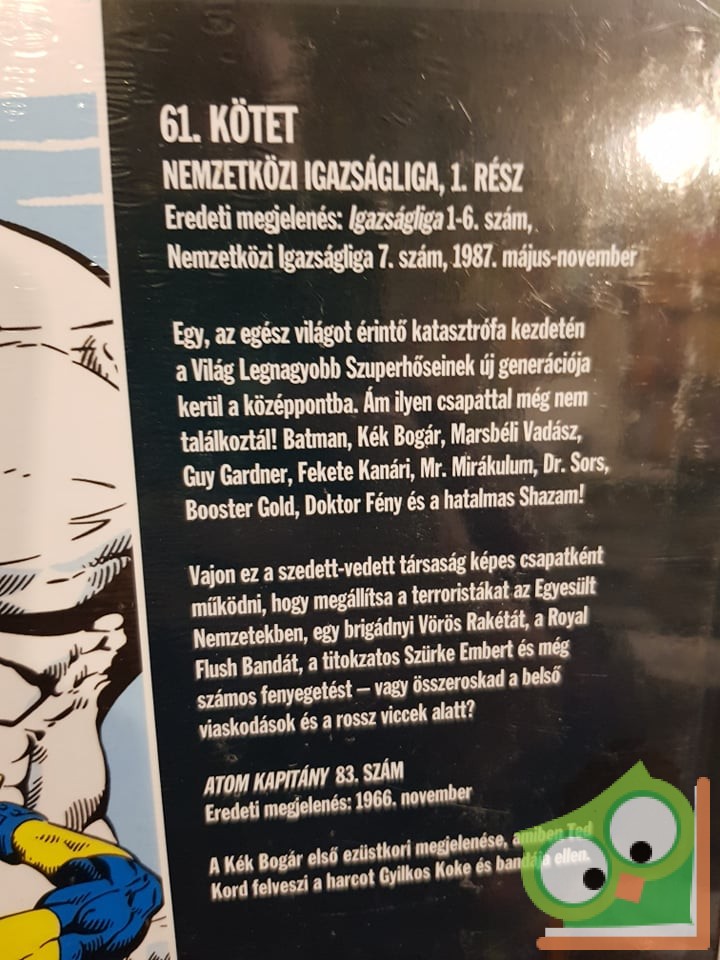 61. KÖTET
NEMZETKÖZI IGAZSÁGLIGA, 1. RÉSZ
Eredeti megjelenés: Igazságliga 1-6. szám,
Nemzetközi Igazságliga 7. szám, 1987. május-november
Egy, az egész világot érintő katasztrófa kezdetén
a Világ Legnagyobb Szuperhőseinek új generációja
kerül a középpontba. Ám ilyen csapattal még nem
találkoztál! Batman, Kék Bogár, Marsbéli Vadász,
Guy Gardner, Fekete Kanári, Mr. Mirákulum, Dr. Sors,
Booster Gold, Doktor Fény és a hatalmas Shazam!
Vajon ez a szedett-vedett társaság képes csapatként
működni, hogy megállítsa a terroristákat az Egyesült
Nemzetekben, egy brigádnyi Vörös Rakétát, a Royal
Flush Bandát, a titokzatos Szürke Embert és még
számos fenyegetést – vagy összeroskad a belső
viaskodások és a rossz viccek alatt?
ATOM KAPITÁNY 83. SZÁM
Eredeti megjelenés: 1966. november
A Kék Bogár első ezüstkori megjelenése, amiben Ted
Kord felveszi a harcot Gyilkos Koke és bandája ellen.